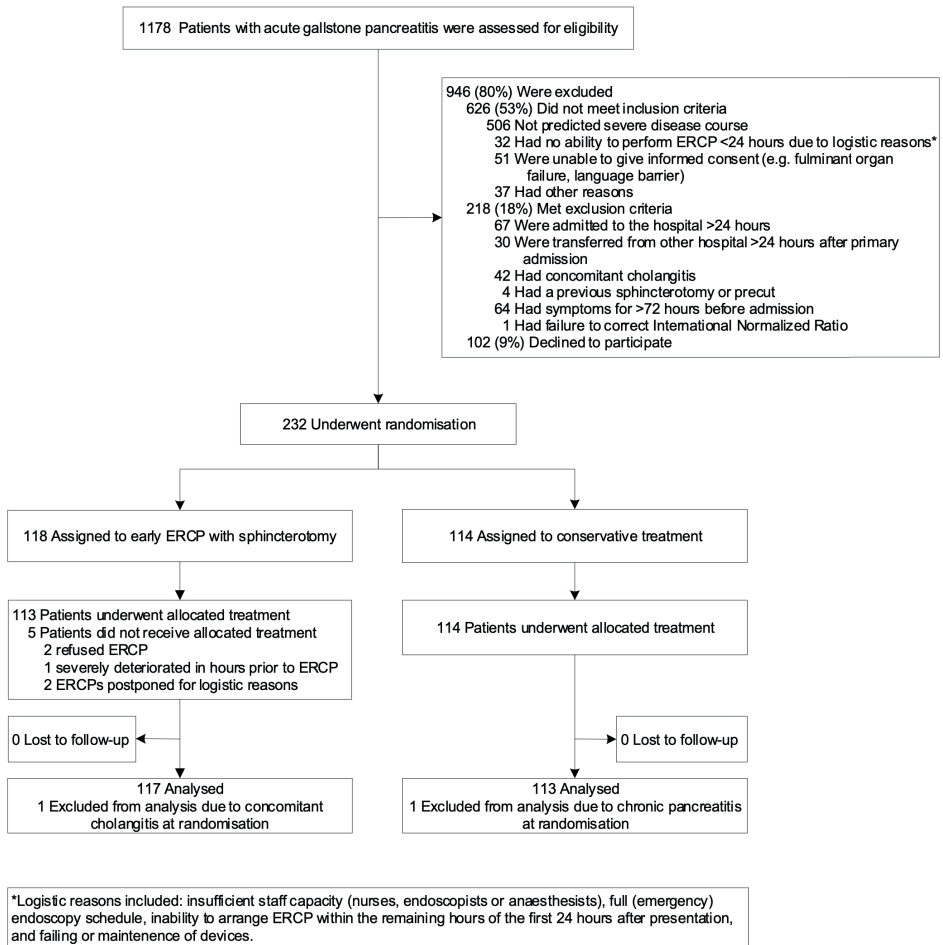 1178 Patients with acute gallstone pancreatitis were assessed for eligibility
946 (80%) Were excluded
626 (53%) Did not meet inclusion criteria
506 Not predicted severe disease course
32 Had no ability to perform ERCP <24 hours due to logistic reasons*
51 Were unable to give informed consent (e.g. fulminant organ
failure, language barrier)
37 Had other reasons
218 (18%) Met exclusion criteria
67 Were admitted to the hospital >24 hours
30 Were transferred from other hospital >24 hours after primary
admission
42 Had concomitant cholangitis
4 Had a previous sphincterotomy or precut
64 Had symptoms for >72 hours before admission
1 Had failure to correct International Normalized Ratio
102 (9%) Declined to participate
232 Underwent randomisation
118 Assigned to early ERCP with sphincterotomy
114 Assigned to conservative treatment
113 Patients underwent allocated treatment
5 Patients did not receive allocated treatment
2 refused ERCP
1 severely deteriorated in hours prior to ERCP
2 ERCPs postponed for logistic reasons
114 Patients underwent allocated treatment
0 Lost to follow-up
0 Lost to follow-up
117 Analysed
1 Excluded from analysis due to concomitant
cholangitis at randomisation
113 Analysed
1 Excluded from analysis due to chronic pancreatitis
at randomisation
*Logistic reasons included: insufficient staff capacity (nurses, endoscopists or anaesthesists), full (emergency)
endoscopy schedule, inability to arrange ERCP within the remaining hours of the first 24 hours after presentation,
and failing or maintenence of devices.